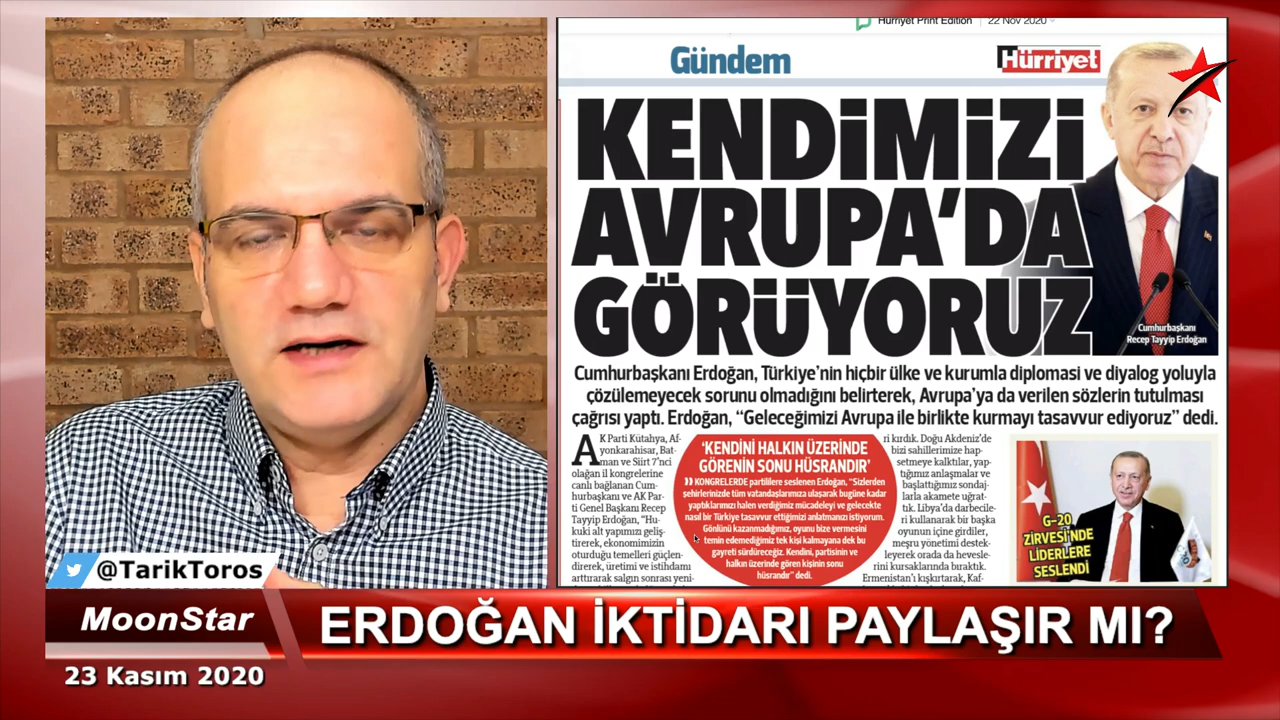 Hürriyet Print Edition
22 Nov 2020
Gündem
Hürriyet
KENDİMİZİ
AVRUPA'DA
GÖRÜYORUZ
Cumhurbaşkanı
Recep Tayyip Erdoğan
Cumhurbaşkanı Erdoğan, Türkiye'nin hiçbir ülke ve kurumla diplomasi ve diyalog yoluyla
çözülemeyecek sorunu olmadığını belirterek, Avrupa'ya da verilen sözlerin tutulması
çağrısı yaptı. Erdoğan, “Geleceğimizi Avrupa ile birlikte kurmayı tasavvur ediyoruz” dedi.
AK Parti Kütahya, Af-
yonkarahisar, Bat-
man ve Siirt 7'nci
olağan il kongrelerine
canlı bağlanan Cum-
hurbaşkanı ve AK Par-
ti Genel Başkanı Recep
Tayyip Erdoğan, “Hu-
kuki alt yapımızı geliş-
tirerek, ekonomimizin
oturduğu temelleri güçlen-
direrek, üretimi ve istihdamı
arttırarak salgın sonrası yeni-
‘KENDİNİ HALKIN ÜZERİNDE
GÖRENİN SONU HÜSRANDIR’
KONGRELERDE partililere seslenen Erdoğan, “Sizlerden
şehirlerinizde tüm vatandaşlarımıza ulaşarak bugüne kadar
yaptıklarımızı halen verdiğimiz mücadeleyi ve gelecekte
nasıl bir Türkiye tasavvur ettiğimizi anlatmanızı istiyorum.
Gönlünü kazanmadığımız, oyunu bize vermesini
temin edemediğimiz tek kişi kalmayana dek bu
gayreti sürdüreceğiz. Kendini, partisinin ve
halkın üzerinde gören kişinin sonu
hüsrandır” dedi.
ri kırdık. Doğu Akdeniz'de
bizi sahillerimize hap-
setmeye kalktılar, yap-
tığımız anlaşmalar ve
başlattığımız sondaj-
larla akamete uğrat-
tık. Libya'da darbecile-
ri kullanarak bir başka
oyunun içine girdiler,
meşru yönetimi destek-
leyerek orada da hevesle-
rini kursaklarında bıraktık.
Ermenistan'ı kışkırtarak, Kaf-
G-20
ZİRVESİ'NDE
LİDERLERE
SESLENDİ
@TarikToros
MoonStar
ERDOĞAN İKTİDARI PAYLAŞIR MI?
23 Kasım 2020